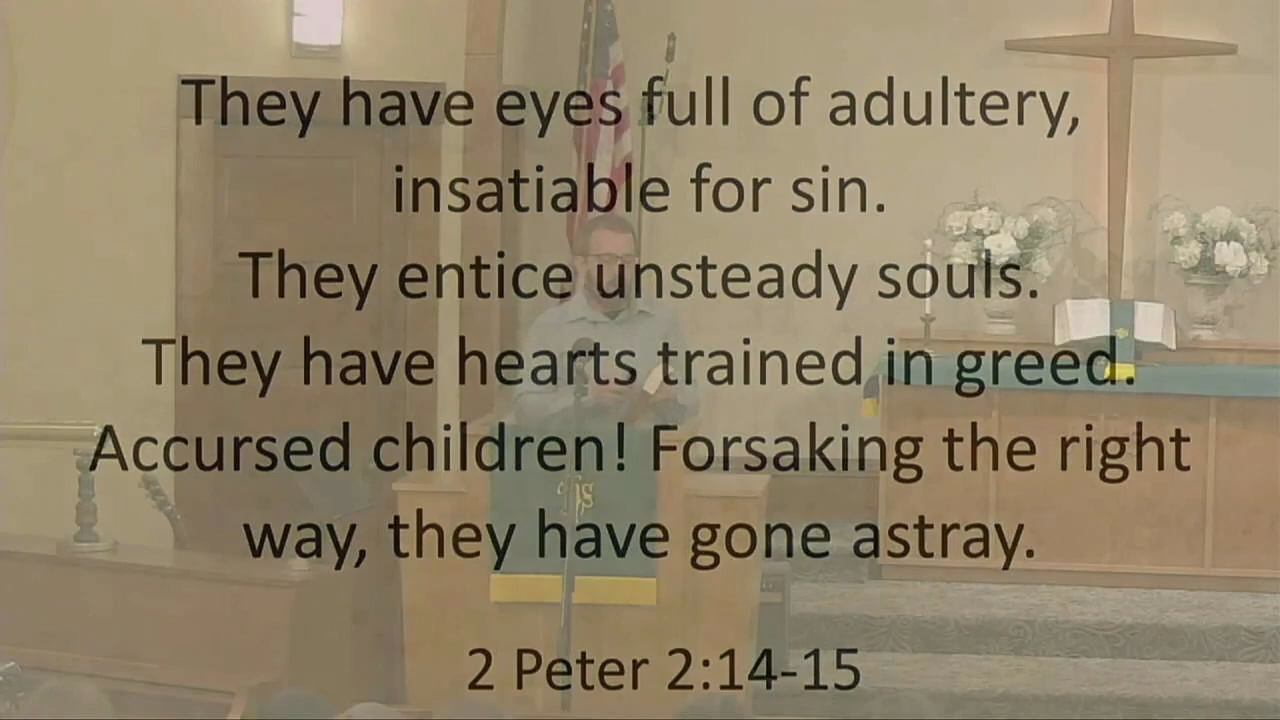 They have eyes full of adultery,
insatiable for sin.
They entice unsteady souls.
They have hearts trained in greed.
Accursed children! Forsaking the right
way, they have gone astray.
2 Peter 2:14-15